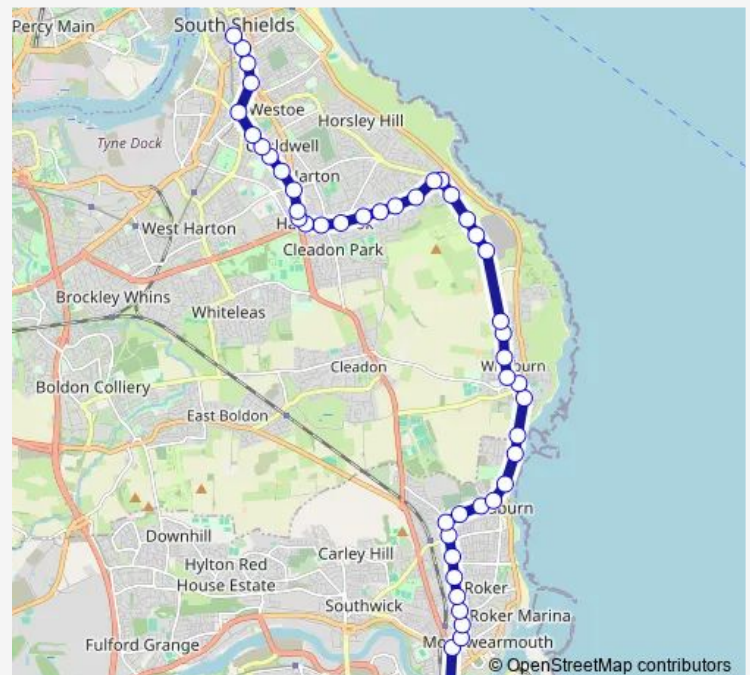 Percy Main
South Shields
Westoe
Horsley Hill
Tyne Dock
West Harton
Cleadon Park
Brockley Whins
Whiteleas
Cleadon
Boldon Colliery
East Boldon
Downhill
Carley Hill
Hylton Red
House Estate
Roker
Southwick
Roker Marina
Fulford Grange
© OpenStreetMap contributors